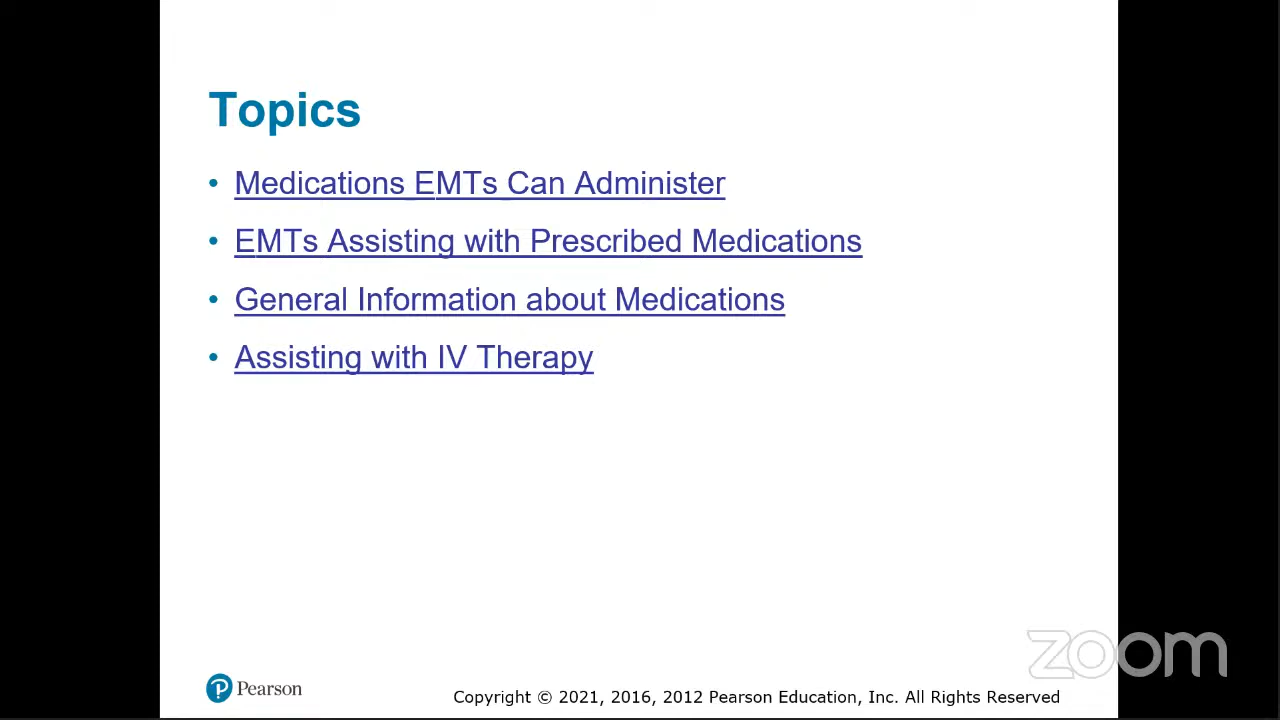 Topics
• Medications EMTs Can Administer
• EMTs Assisting with Prescribed Medications
• General Information about Medications
• Assisting with IV Therapy
Pearson
Copyright © 2021, 2016, 2012 Pearson Education, Inc. All Rights Reserved
zoom